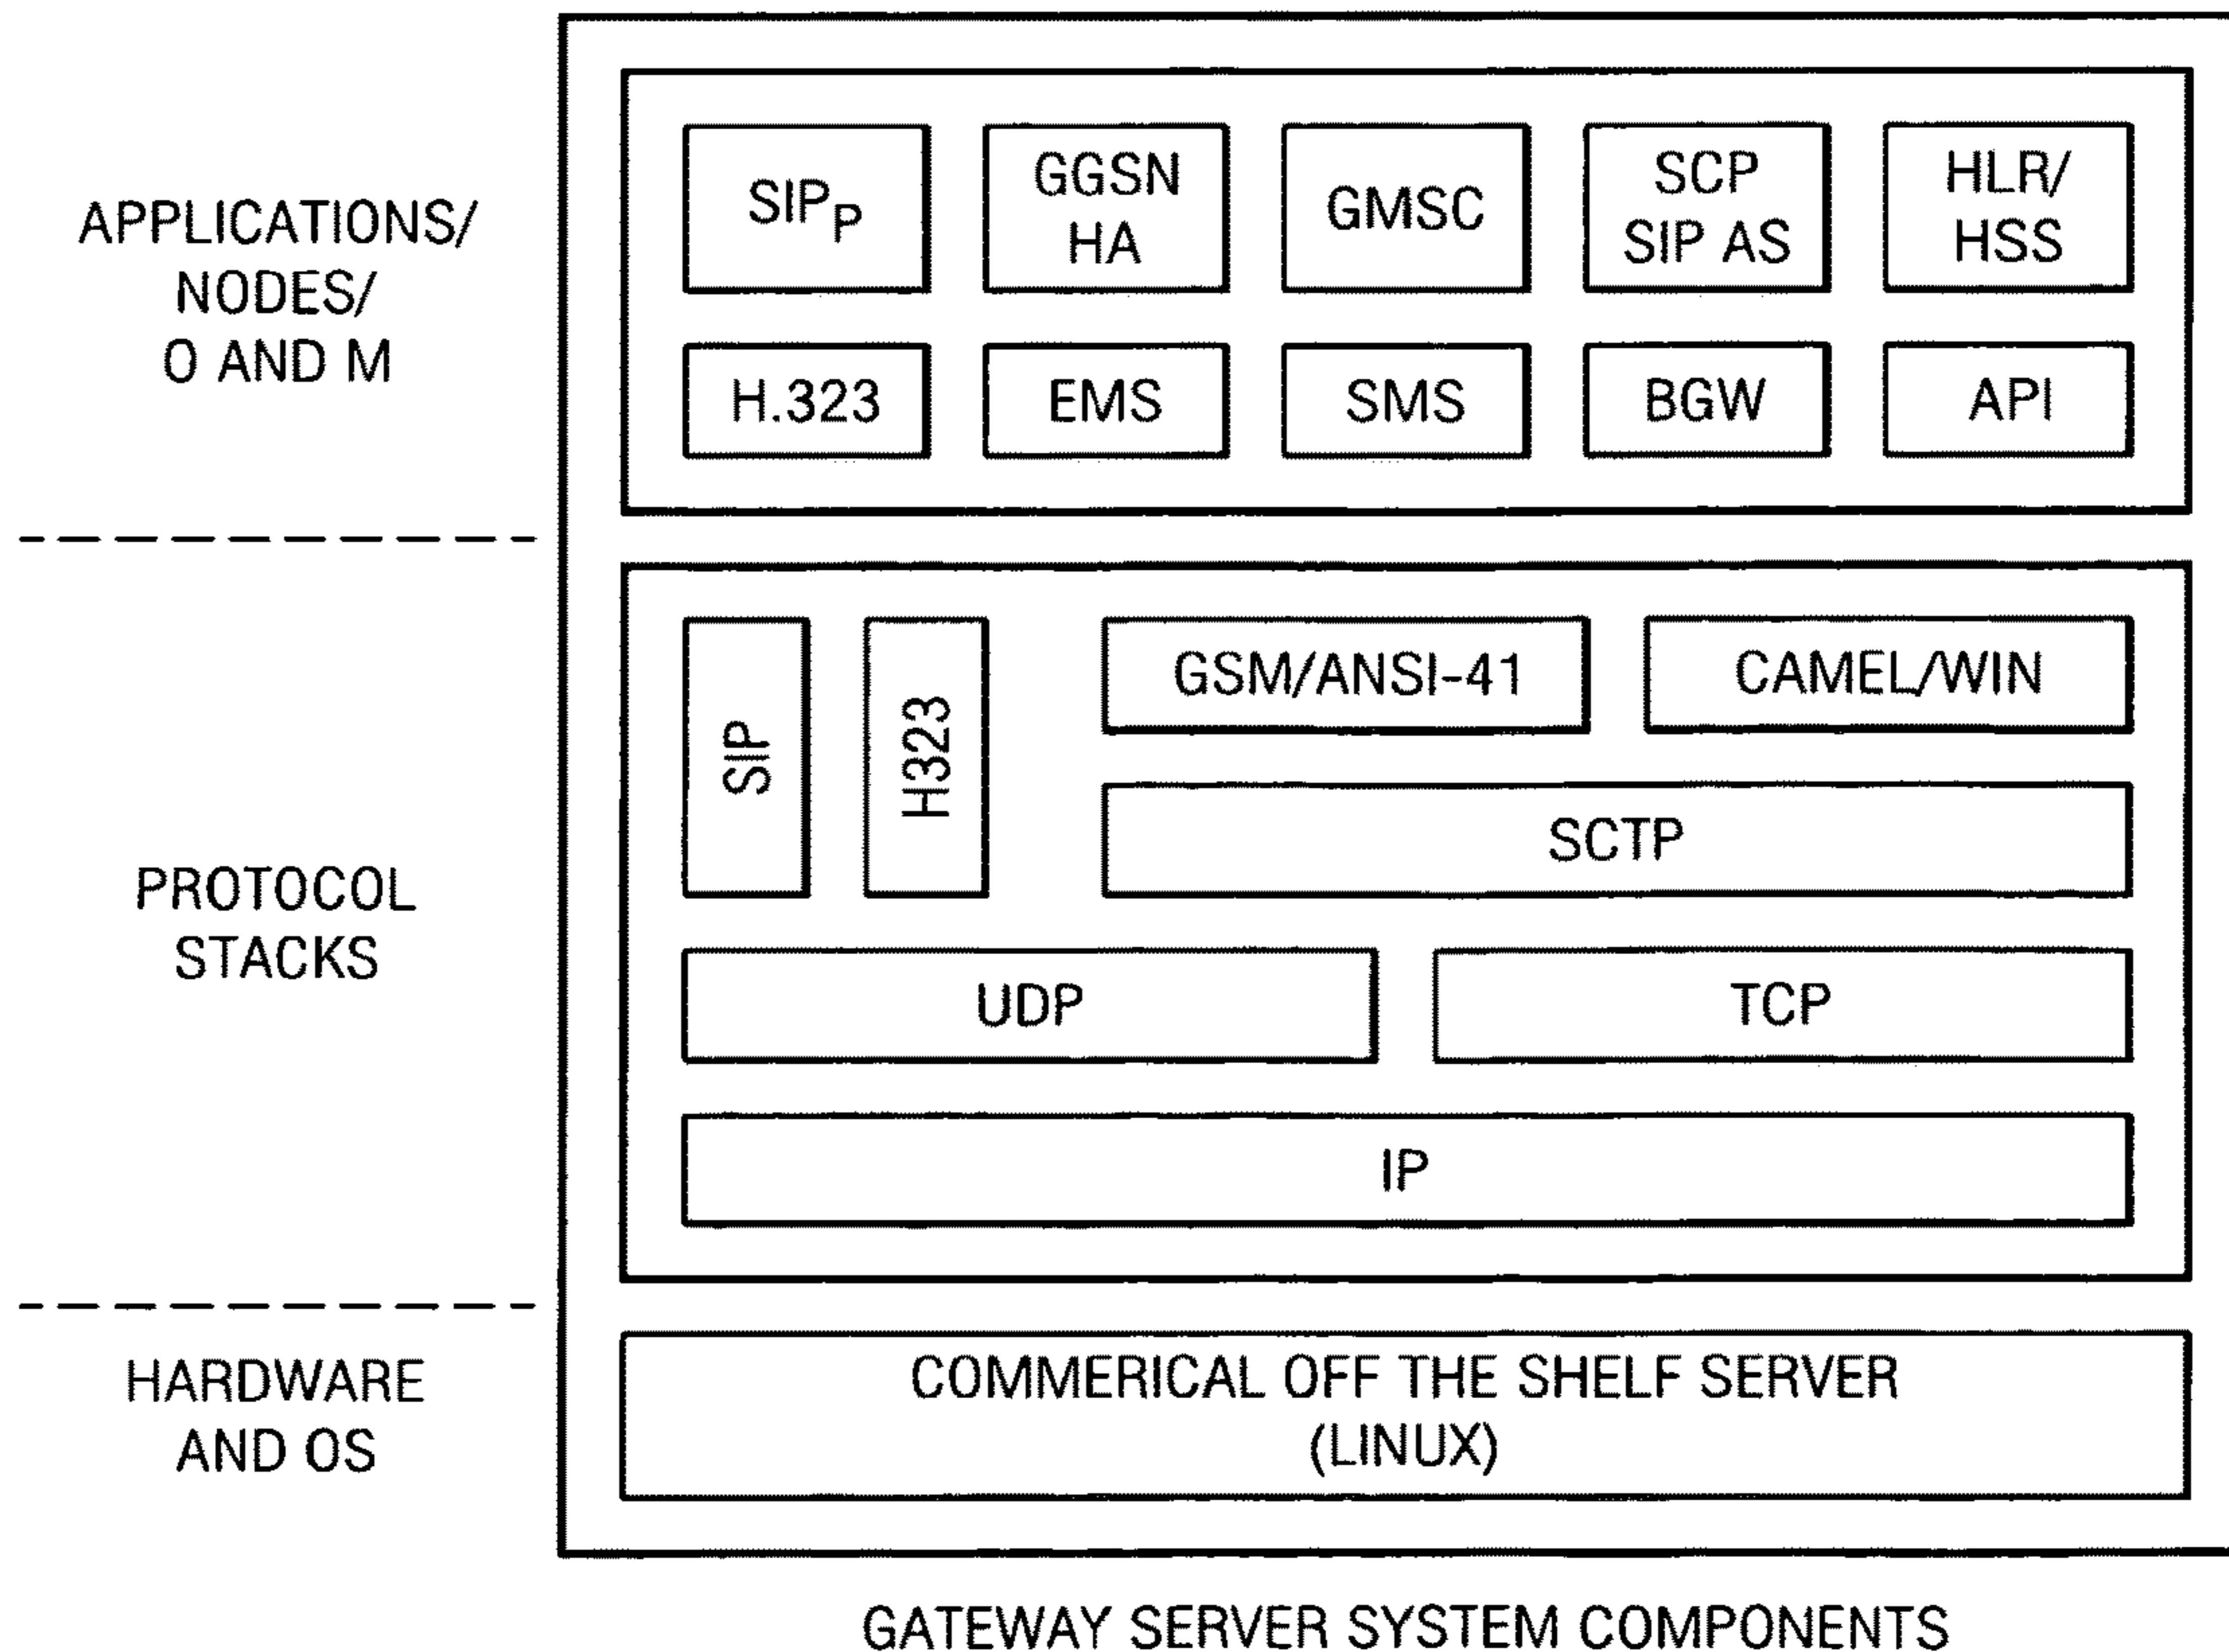 APPLICATIONS/
NODES/
O AND M
SIPP
GGSN
HA
GMSC
SCP
SIP AS
HLR/
HSS
H.323
EMS
SMS
BGW
API
PROTOCOL
STACKS
SIP
H323
GSM/ANSI-41
CAMEL/WIN
SCTP
UDP
TCP
IP
HARDWARE
AND OS
COMMERICAL OFF THE SHELF SERVER
(LINUX)
GATEWAY SERVER SYSTEM COMPONENTS